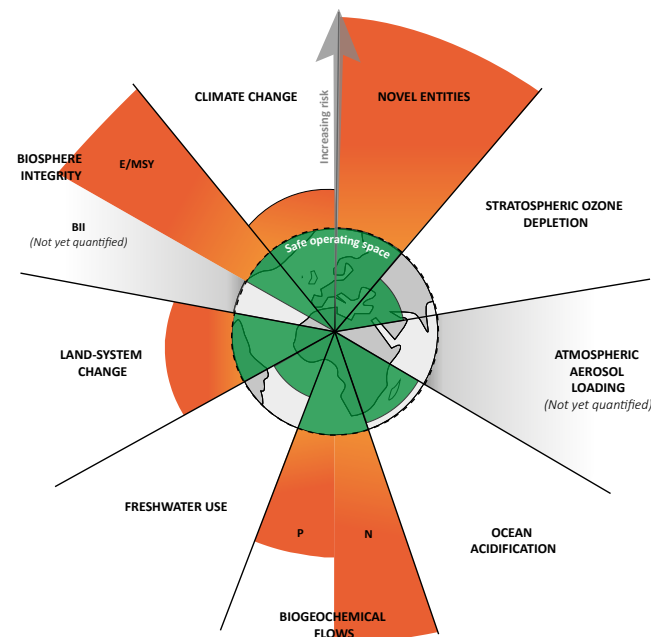 CLIMATE CHANGE
NOVEL ENTITIES
Increasing risk
BIOSPHERE
INTEGRITY
E/MSY
BII
(Not yet quantified)
STRATOSPHERIC OZONE
DEPLETION
Safe operating space
LAND-SYSTEM
CHANGE
ATMOSPHERIC
AEROSOL
LOADING
(Not yet quantified)
FRESHWATER USE
P
N
OCEAN
ACIDIFICATION
BIOGEOCHEMICAL
FLOWS